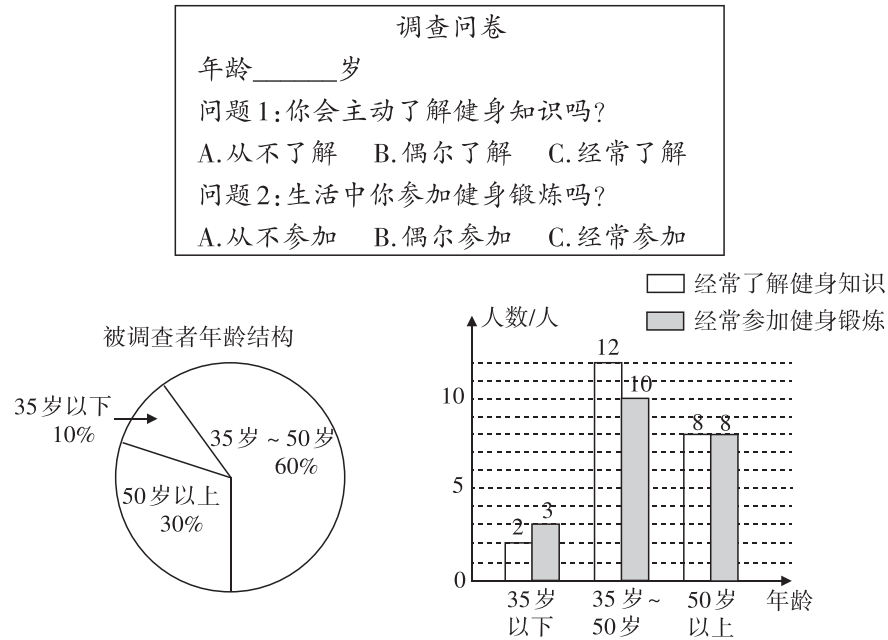 调查问卷
年龄______岁
问题1:你会主动了解健身知识吗?
A.从不了解 B.偶尔了解 C.经常了解
问题2:生活中你参加健身锻炼吗?
A.从不参加 B.偶尔参加 C.经常参加
被调查者年龄结构
35岁以下
10%
35岁~50岁
60%
50岁以上
30%
经常了解健身知识
经常参加健身锻炼
人数/人
12
10
10
8 8
5
3
2
0
35岁
以下
35岁~
50岁
50岁
以上
年龄